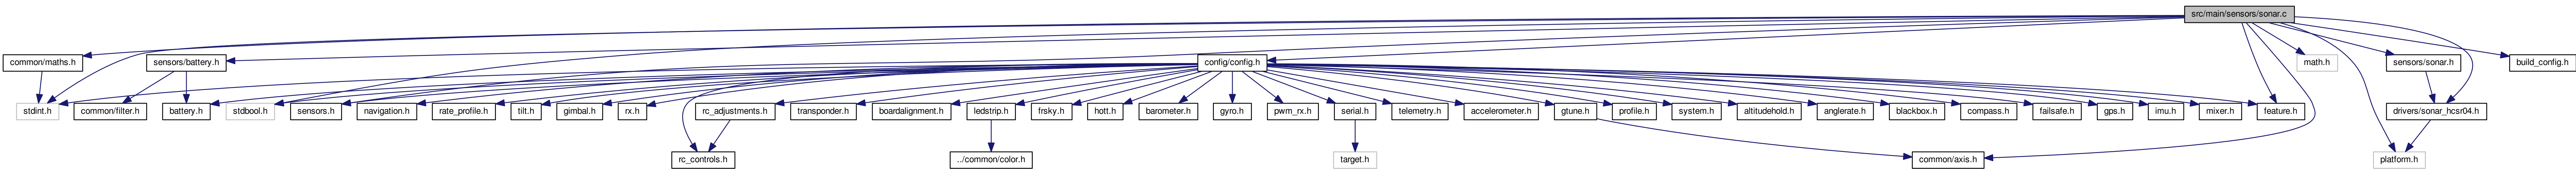 src/main/sensors/sonar.c
common/maths.h
sensors/battery.h
config/config.h
math.h
sensors/sonar.h
build_config.h
stdint.h
common/filter.h
battery.h
stdbool.h
sensors.h
navigation.h
rate_profile.h
tilt.h
gimbal.h
rx.h
rc_adjustments.h
transponder.h
boardalignment.h
ledstrip.h
frsky.h
hott.h
barometer.h
gyro.h
pwm_rx.h
serial.h
telemetry.h
accelerometer.h
gtune.h
profile.h
system.h
altitudehold.h
anglerate.h
blackbox.h
compass.h
failsafe.h
gps.h
imu.h
mixer.h
feature.h
drivers/sonar_hcsr04.h
rc_controls.h
../common/color.h
target.h
common/axis.h
platform.h